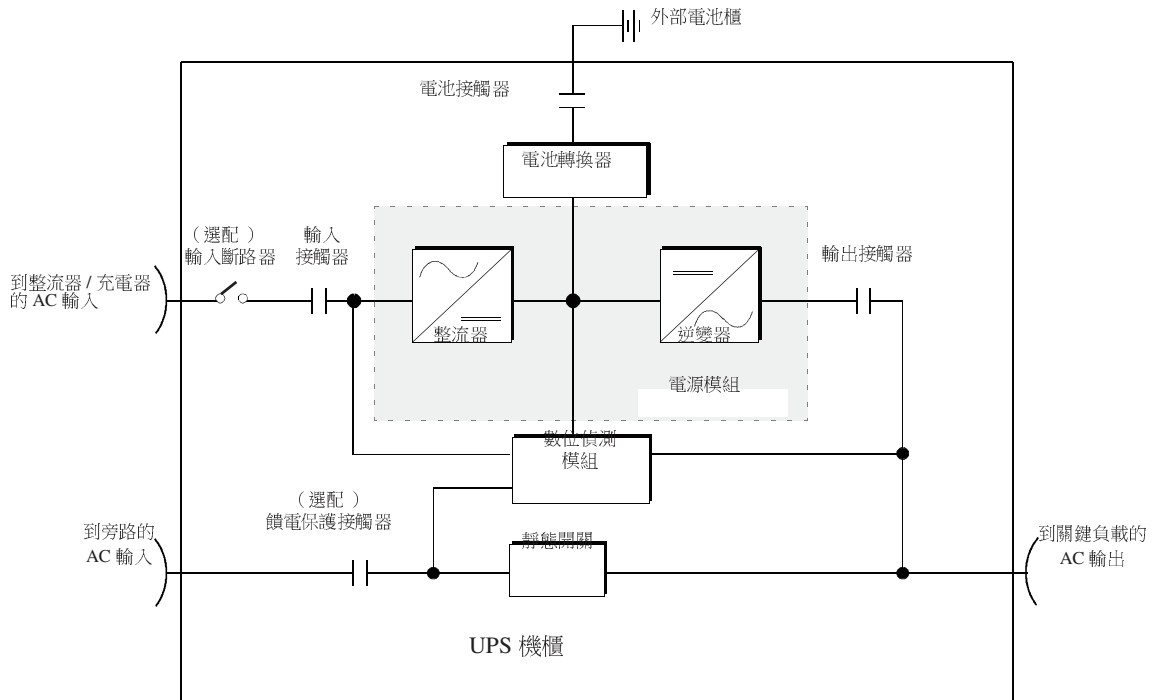 外部電池櫃
電池接觸器
電池轉換器
（選配）
輸入斷路器
輸入
接觸器
輸出接觸器
到整流器 / 充電器
的 AC 輸入
整流器
逆變器
電源模組
數位偵測
模組
（選配）
饋電保護接觸器
到旁路的
AC 輸入
靜態開關
到關鍵負載的
AC 輸出
UPS 機櫃